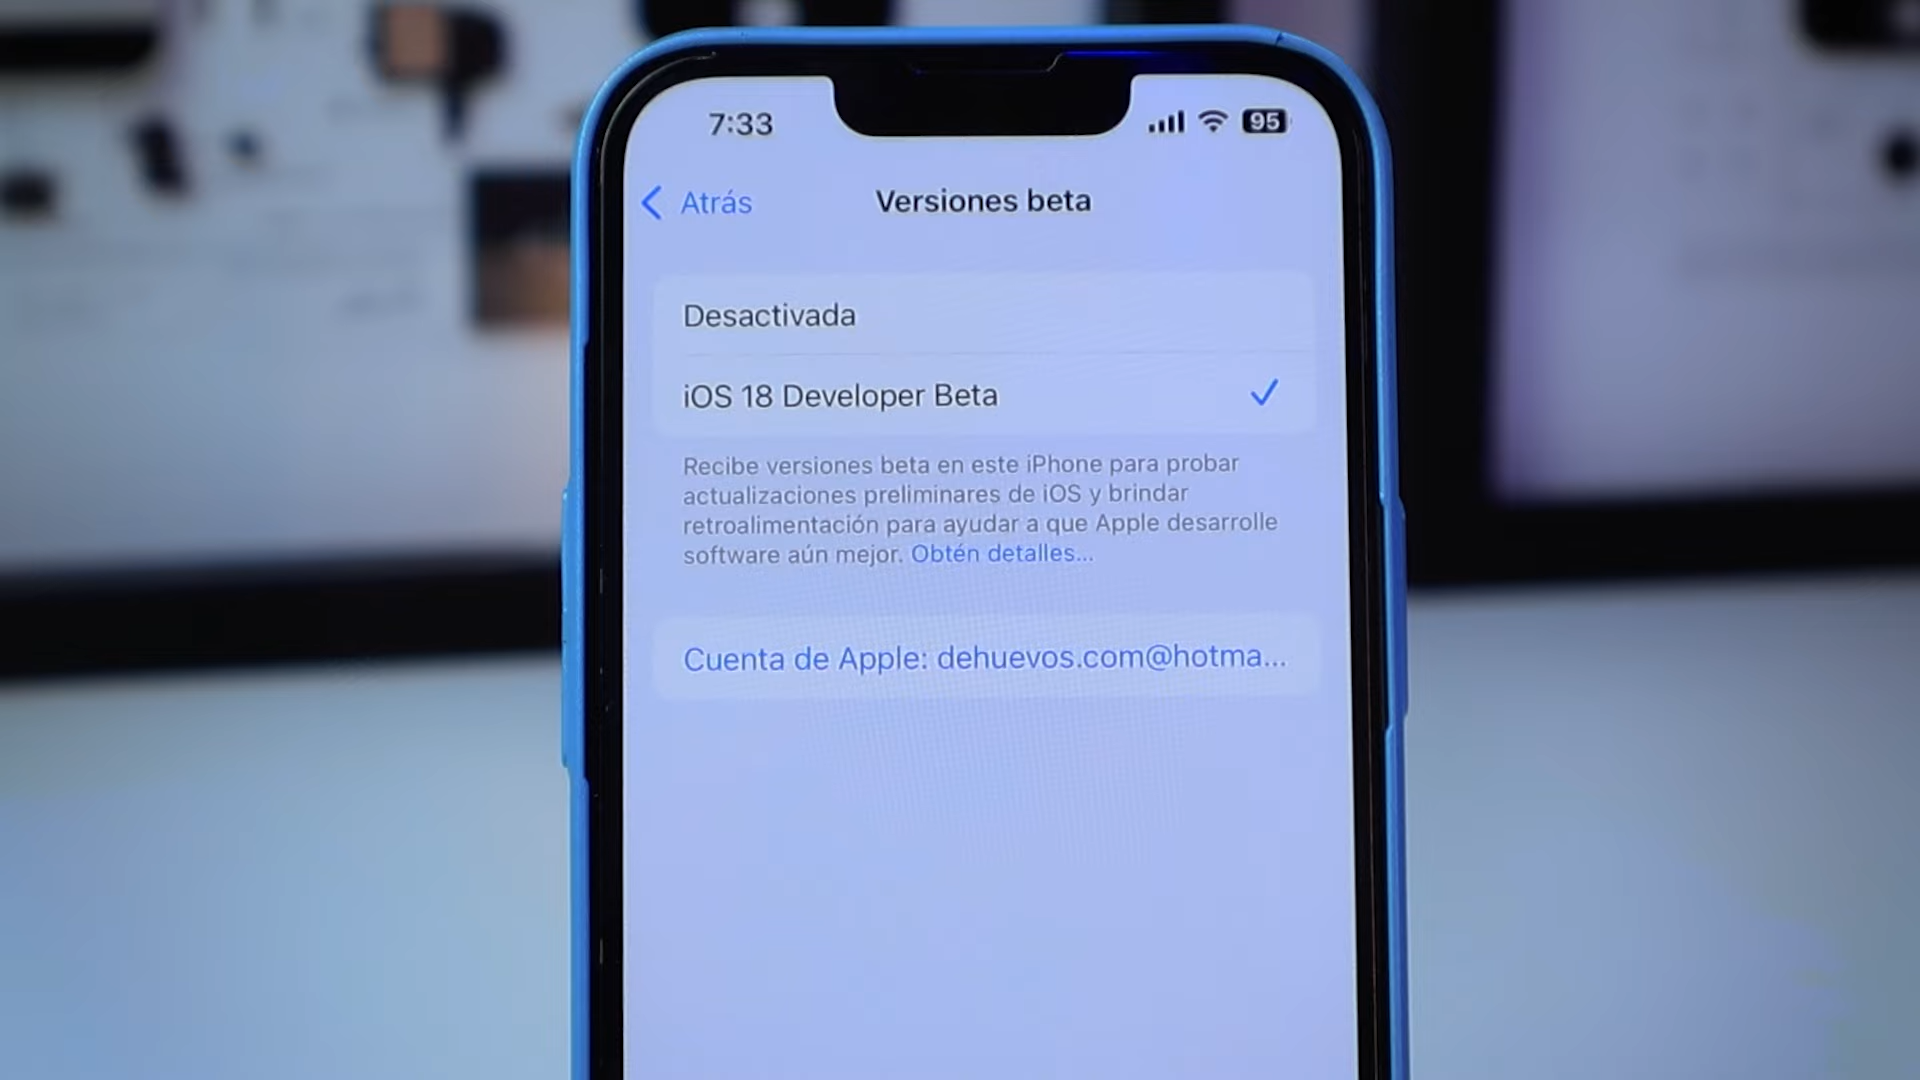 7:33
95
Atrás
Versiones beta
Desactivada
iOS 18 Developer Beta
Recibe versiones beta en este iPhone para probar
actualizaciones preliminares de iOS y brindar
retroalimentación para ayudar a que Apple desarrolle
software aún mejor. Obtén detalles...
Cuenta de Apple: dehuevos.com@hotma...